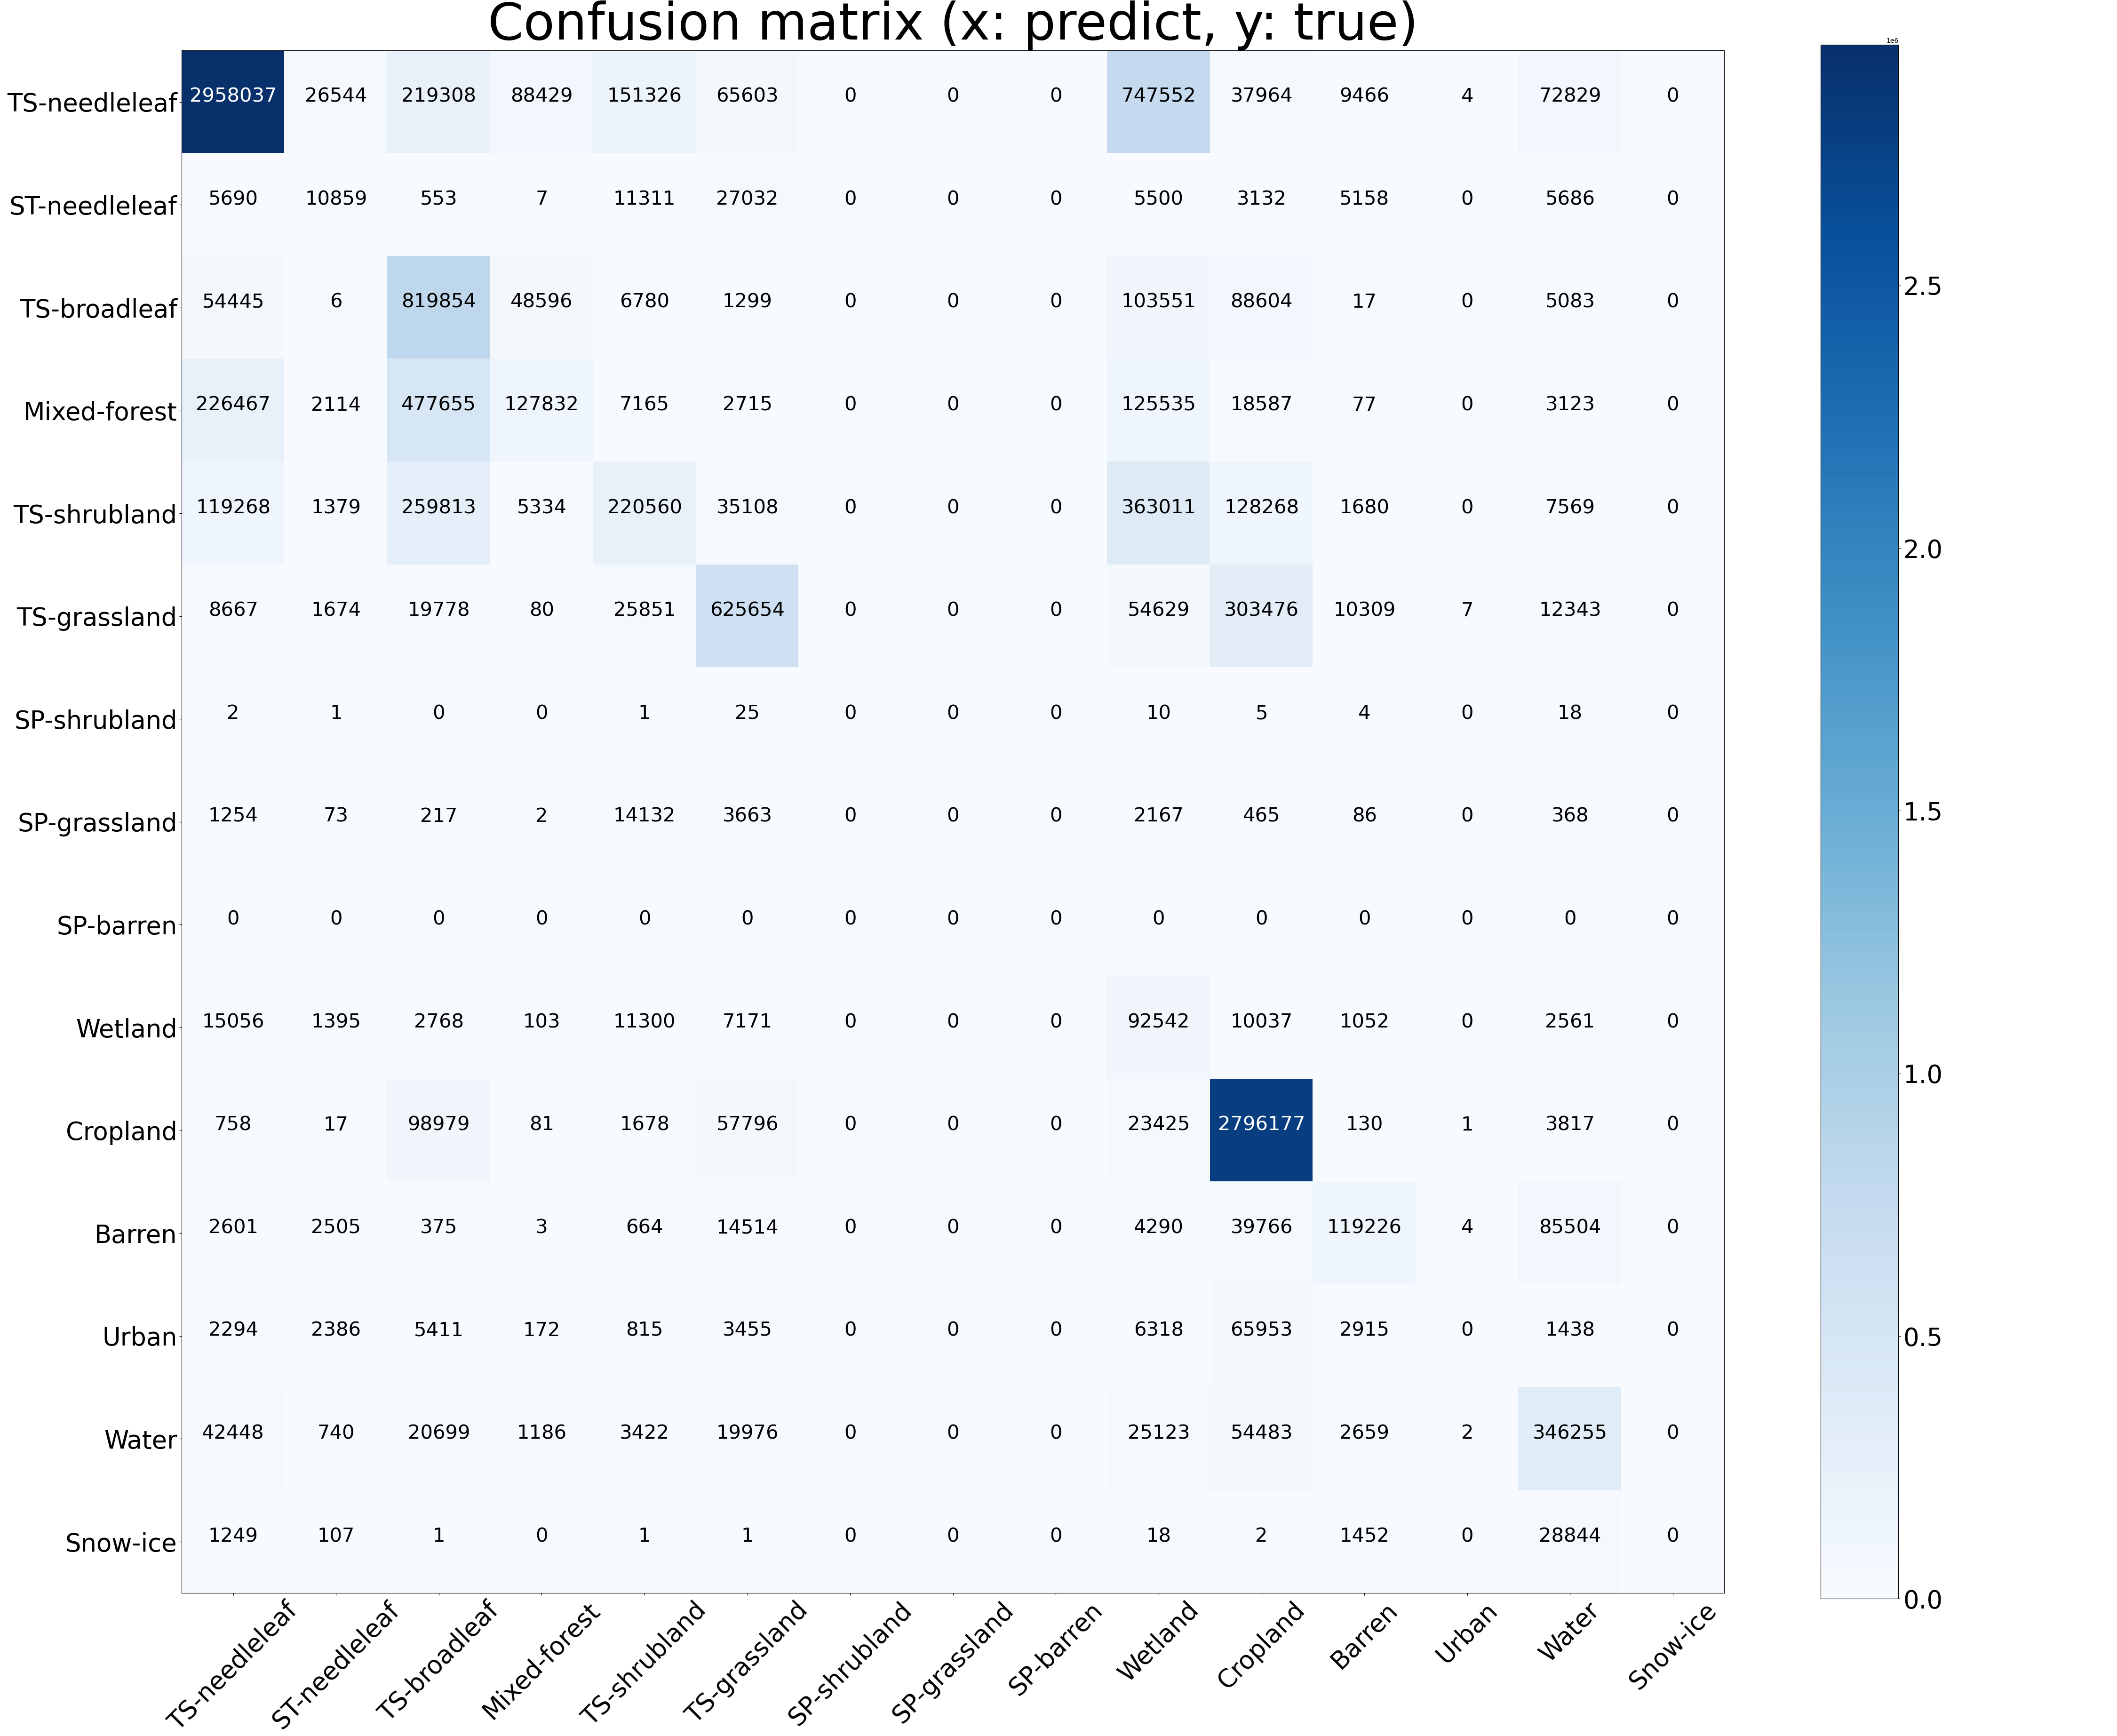 Confusion matrix (x: predict, y: true)
1e6
TS-needleleaf 2958037 26544 219308 88429 151326 65603 0 0 0 747552 37964 9466 4 72829 0
ST-needleleaf 5690 10859 553 7 11311 27032 0 0 0 5500 3132 5158 0 5686 0
TS-broadleaf 54445 6 819854 48596 6780 1299 0 0 0 103551 88604 17 0 5083 0
2.5
Mixed-forest 226467 2114 477655 127832 7165 2715 0 0 0 125535 18587 77 0 3123 0
TS-shrubland 119268 1379 259813 5334 220560 35108 0 0 0 363011 128268 1680 0 7569 0
2.0
TS-grassland 8667 1674 19778 80 25851 625654 0 0 0 54629 303476 10309 7 12343 0
SP-shrubland 2 1 0 0 1 25 0 0 0 10 5 4 0 18 0
1.5
SP-grassland 1254 73 217 2 14132 3663 0 0 0 2167 465 86 0 368 0
SP-barren 0 0 0 0 0 0 0 0 0 0 0 0 0 0 0
Wetland 15056 1395 2768 103 11300 7171 0 0 0 92542 10037 1052 0 2561 0
1.0
Cropland 758 17 98979 81 1678 57796 0 0 0 23425 2796177 130 1 3817 0
Barren 2601 2505 375 3 664 14514 0 0 0 4290 39766 119226 4 85504 0
Urban 2294 2386 5411 172 815 3455 0 0 0 6318 65953 2915 0 1438 0
0.5
Water 42448 740 20699 1186 3422 19976 0 0 0 25123 54483 2659 2 346255 0
Snow-ice 1249 107 1 0 1 1 0 0 0 18 2 1452 0 28844 0
0.0
TS-needleleaf ST-needleleaf TS-broadleaf Mixed-forest TS-shrubland TS-grassland SP-shrubland SP-grassland SP-barren Wetland Cropland Barren Urban Water Snow-ice